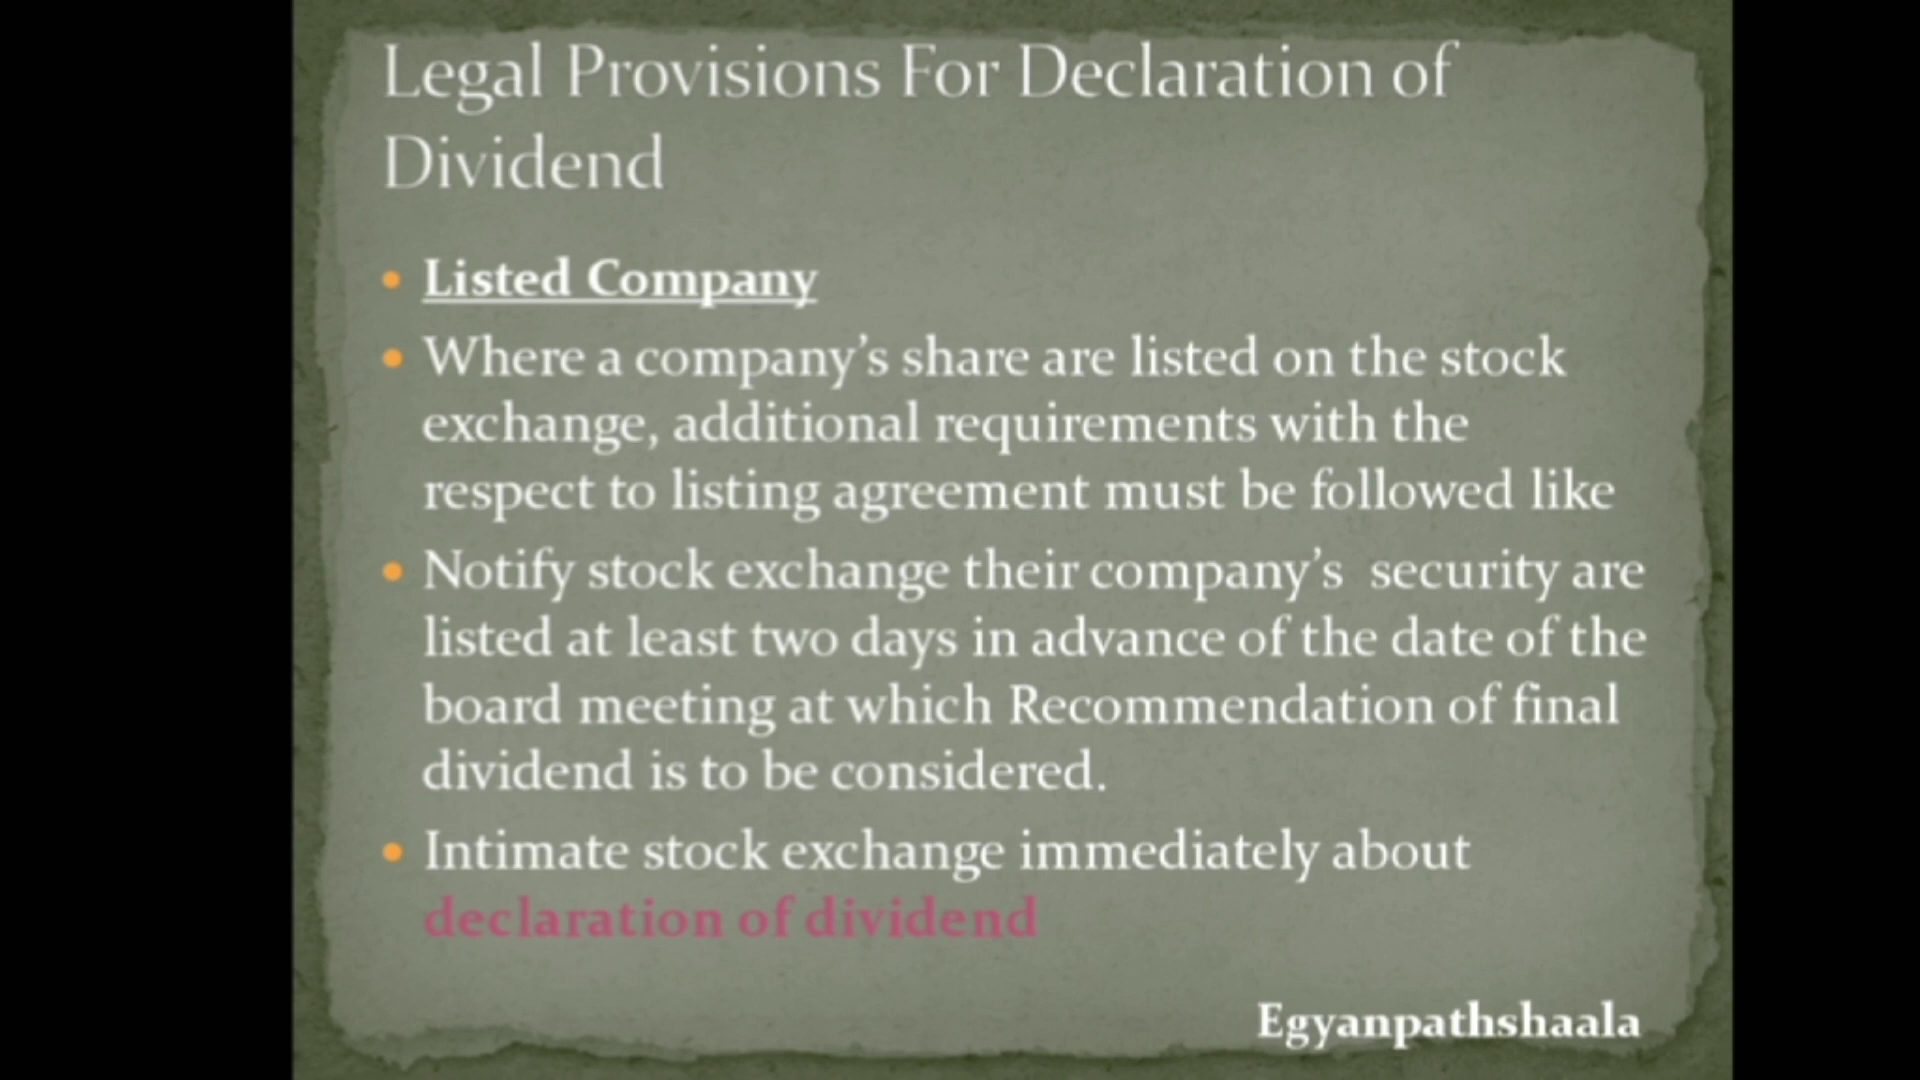 Legal Provisions For Declaration of
Dividend
Listed Company
Where a company’s share are listed on the stock
exchange, additional requirements with the
respect to listing agreement must be followed like
Notify stock exchange their company’s security are
listed at least two days in advance of the date of the
board meeting at which Recommendation of final
dividend is to be considered.
Intimate stock exchange immediately about
declaration of dividend
Egyanpathshaala